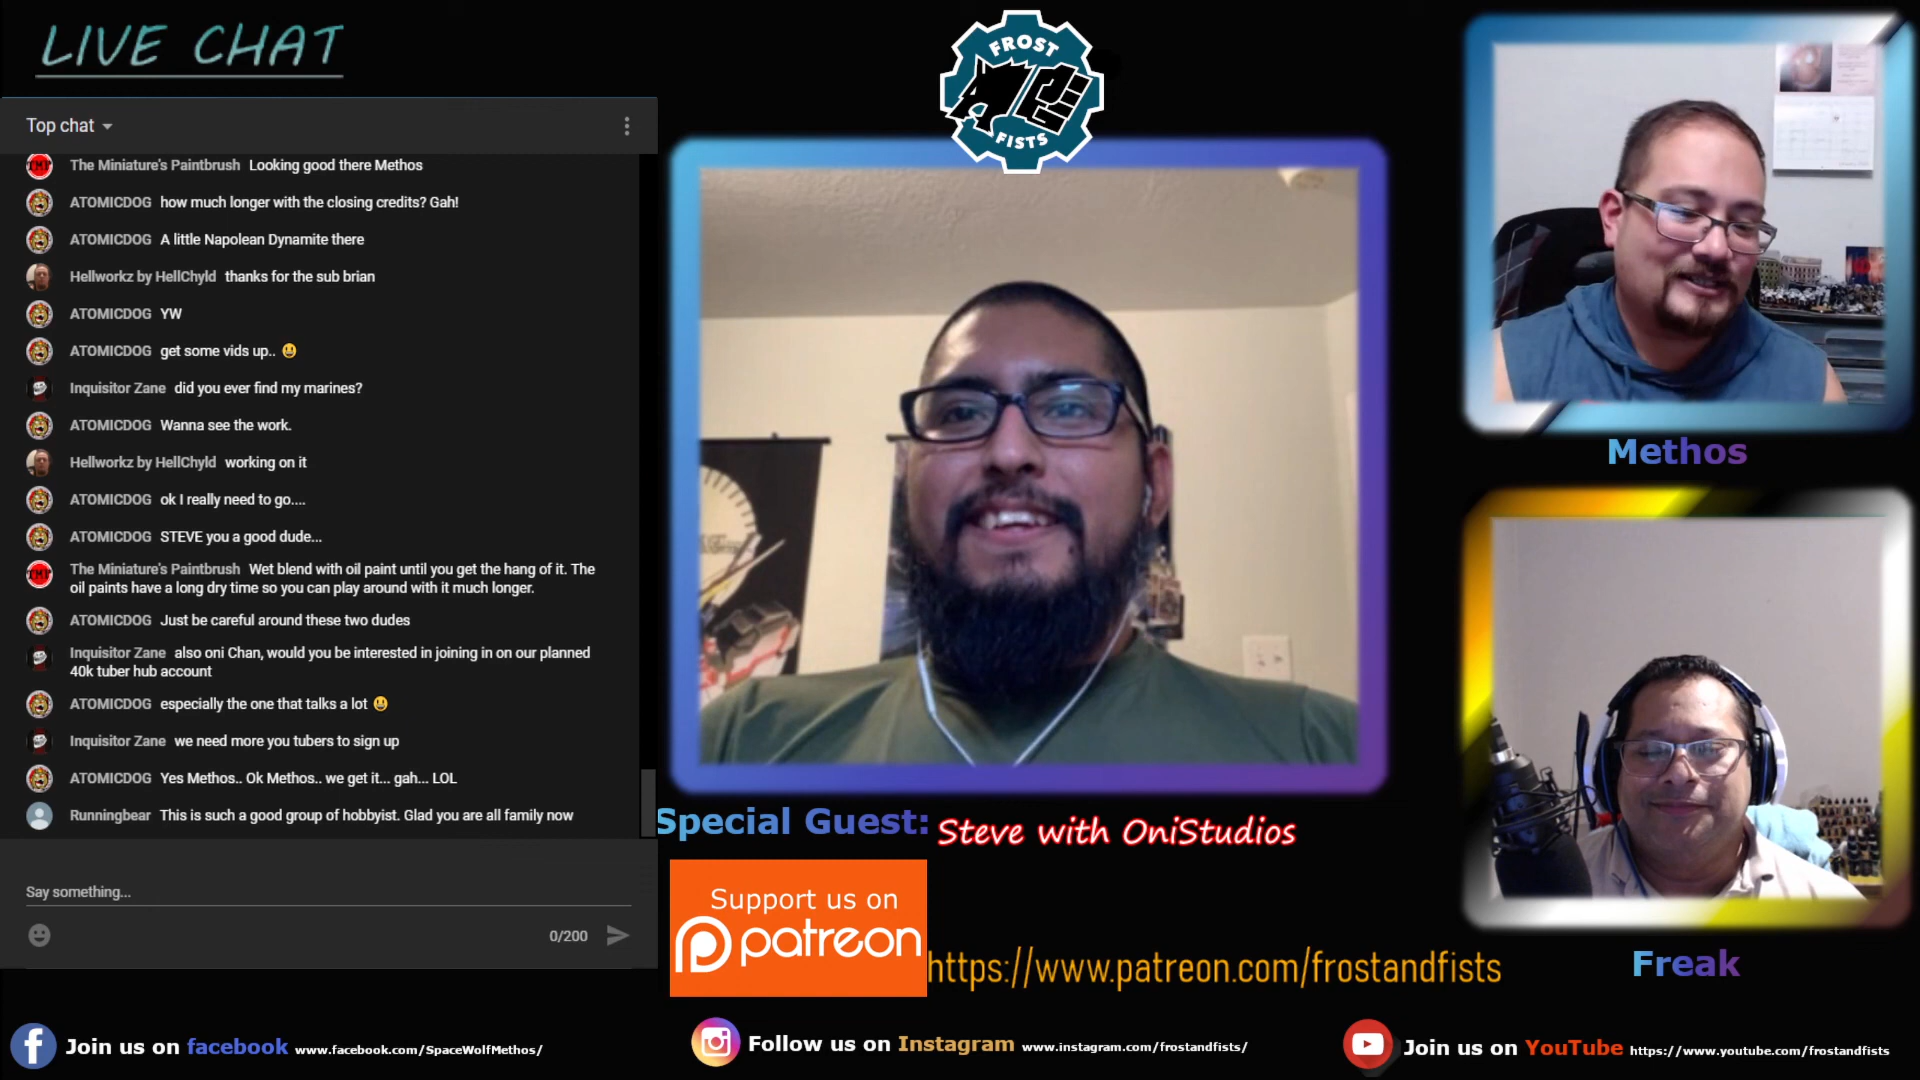 LIVE CHAT
FROST
FISTS
Top chat
The Miniature's Paintbrush Looking good there Methos
ATOMICDOG how much longer with the closing credits? Gah!
ATOMICDOG A little Napolean Dynamite there
Hellworkz by HellChyld thanks for the sub brian
ATOMICDOG YW
ATOMICDOG get some vids up.. 😃
Inquisitor Zane did you ever find my marines?
ATOMICDOG Wanna see the work.
Hellworkz by HellChyld working on it
ATOMICDOG ok I really need to go....
ATOMICDOG STEVE you a good dude...
The Miniature's Paintbrush Wet blend with oil paint until you get the hang of it. The
oil paints have a long dry time so you can play around with it much longer.
ATOMICDOG Just be careful around these two dudes
Inquisitor Zane also oni Chan, would you be interested in joining in on our planned
40k tuber hub account
ATOMICDOG especially the one that talks a lot 😃
Inquisitor Zane we need more you tubers to sign up
ATOMICDOG Yes Methos.. Ok Methos.. we get it... gah... LOL
Runningbear This is such a good group of hobbyist. Glad you are all family now
Say something...
0/200
Methos
Special Guest: Steve with OniStudios
Support us on
patreon
https://www.patreon.com/frostandfists
Freak
Join us on facebook www.facebook.com/SpaceWolfMethos/
Follow us on Instagram www.instagram.com/frostandfists/
Join us on YouTube https://www.youtube.com/frostandfists